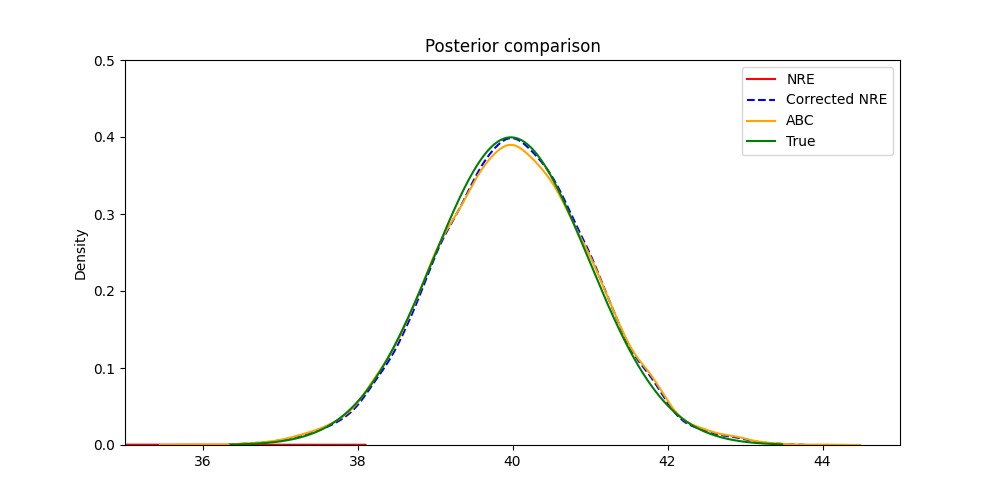 Posterior comparison
NRE
Corrected NRE
ABC
True
Density
0.5
0.4
0.3
0.2
0.1
0.0
36 38 40 42 44